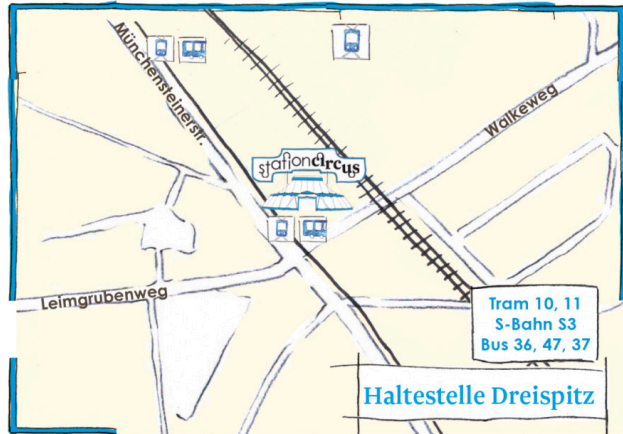 Münchensteinerstr.
Walkeweg
stationcircus
Leimgrubenweg
Tram 10, 11
S-Bahn S3
Bus 36, 47, 37
Haltestelle Dreispitz